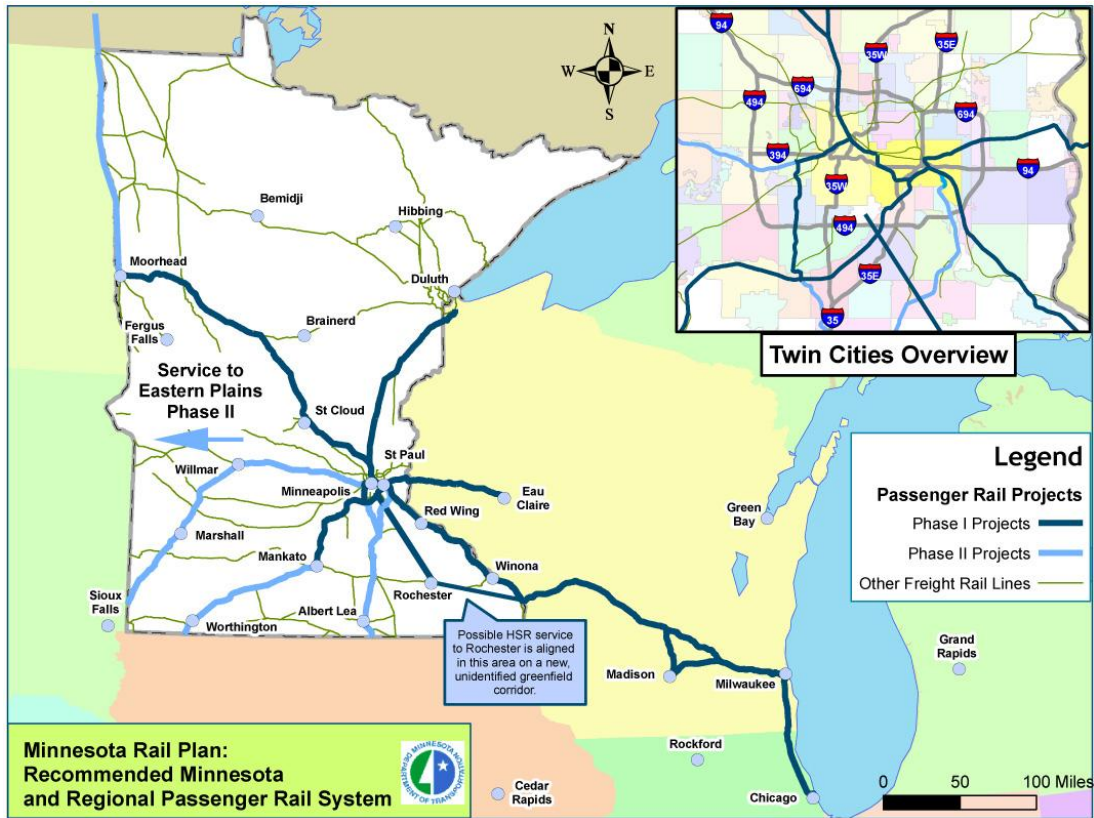 N
W
E
S
Bemidji
Hibbing
Moorhead
Duluth
Fergus
Falls
Brainerd
Service to
Eastern Plains
Phase II
St Cloud
St Paul
Willmar
Minneapolis
Eau
Claire
Red Wing
Marshall
Mankato
Winona
Sioux
Falls
Rochester
Albert Lea
Worthington
Possible HSR service
to Rochester is aligned
in this area on a new,
unidentified greenfield
corridor.
Green
Bay
Madison
Milwaukee
Grand
Rapids
Rockford
Cedar
Rapids
Chicago
94
35W
35E
694
494
694
394
94
35W
494
35E
35
Twin Cities Overview
Legend
Passenger Rail Projects
Phase I Projects
Phase II Projects
Other Freight Rail Lines
0 50 100 Miles
Minnesota Rail Plan:
Recommended Minnesota
and Regional Passenger Rail System
MINNESOTA DEPARTMENT OF TRANSPORTATION